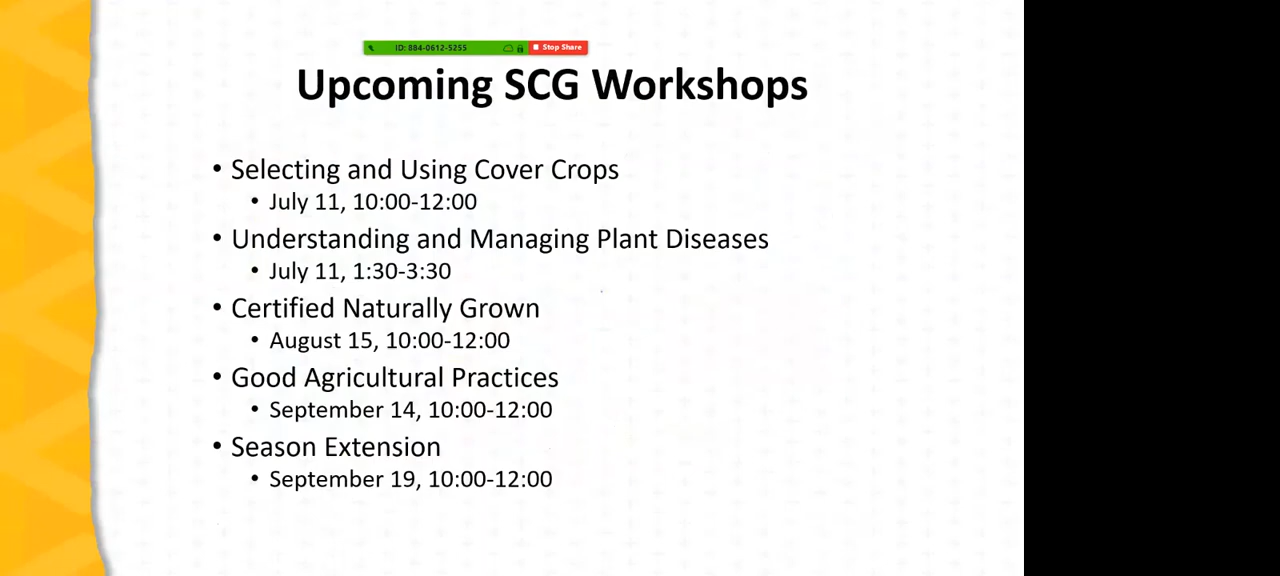 ID: 884-0612-5255 Stop Share
Upcoming SCG Workshops
• Selecting and Using Cover Crops
• July 11, 10:00-12:00
• Understanding and Managing Plant Diseases
• July 11, 1:30-3:30
• Certified Naturally Grown
• August 15, 10:00-12:00
• Good Agricultural Practices
• September 14, 10:00-12:00
• Season Extension
• September 19, 10:00-12:00